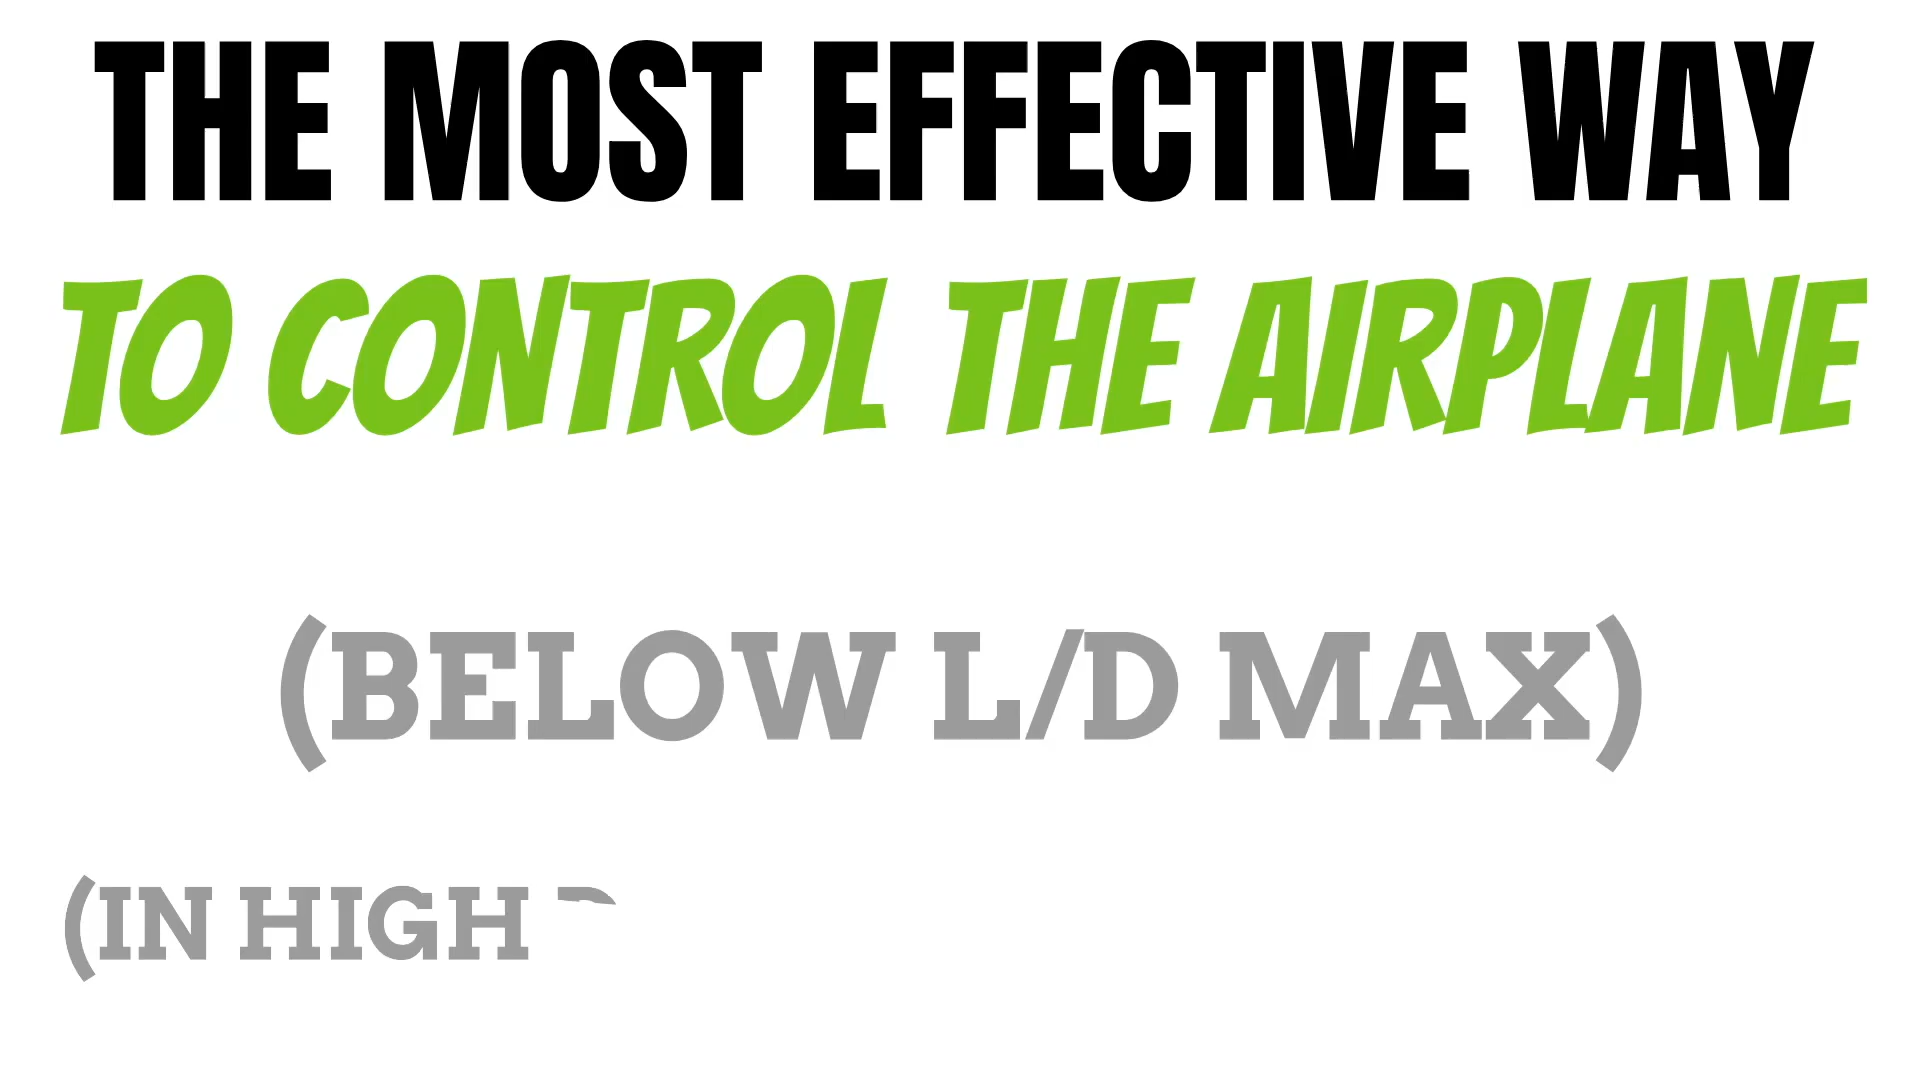 THE MOST EFFECTIVE WAY
TO CONTROL THE AIRPLANE
(BELOW L/D MAX)
(IN HIGH